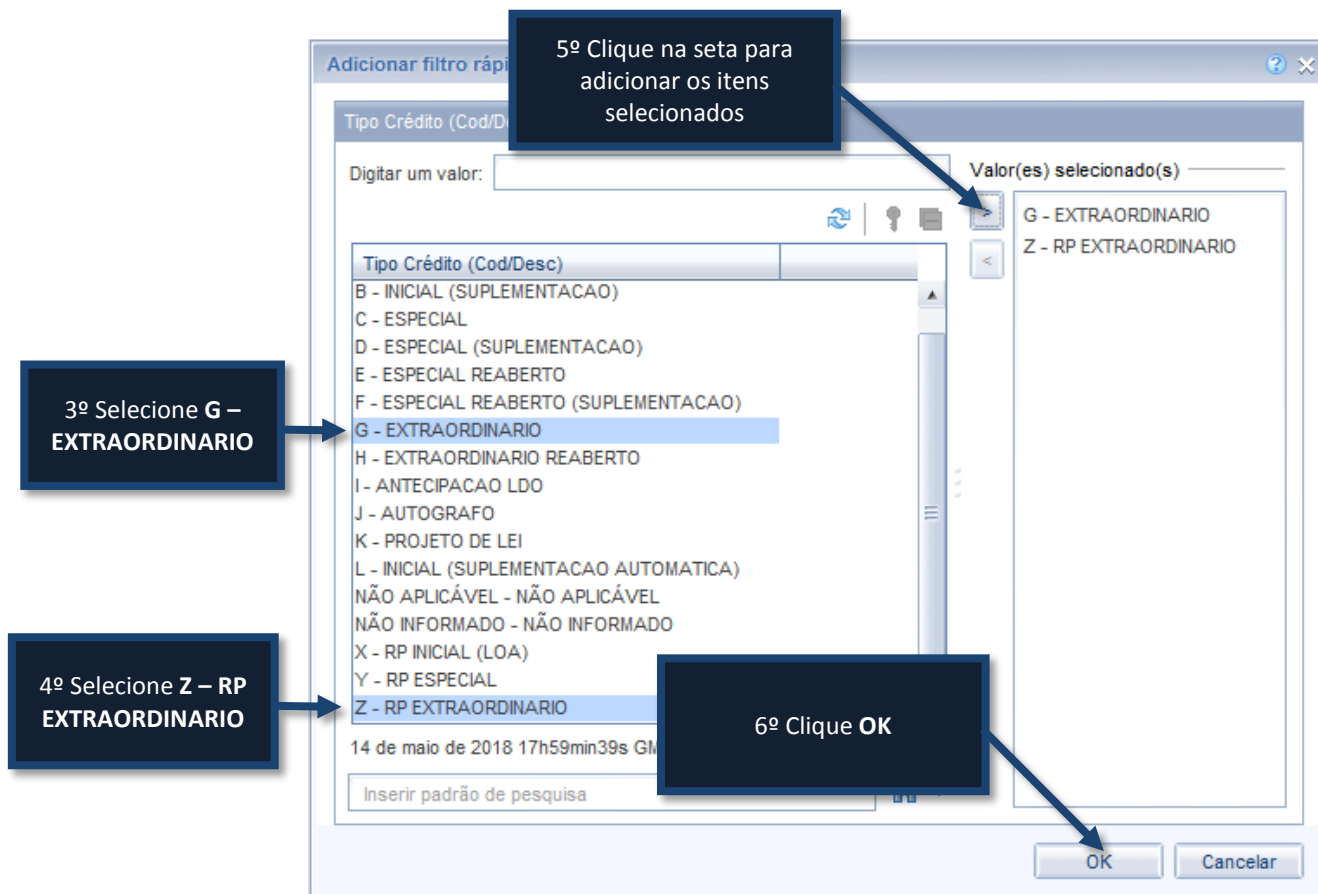 5º Clique na seta para
adicionar os itens
selecionados
Adicionar filtro rápi
Tipo Crédito (Cod/D
Digitar um valor:
Valor(es) selecionado(s)
>
<
G - EXTRAORDINARIO
Z - RP EXTRAORDINARIO
Tipo Crédito (Cod/Desc)
B - INICIAL (SUPLEMENTACAO)
C - ESPECIAL
D - ESPECIAL (SUPLEMENTACAO)
E - ESPECIAL REABERTO
F - ESPECIAL REABERTO (SUPLEMENTACAO)
G - EXTRAORDINARIO
H - EXTRAORDINARIO REABERTO
I - ANTECIPACAO LDO
J - AUTOGRAFO
K - PROJETO DE LEI
L - INICIAL (SUPLEMENTACAO AUTOMATICA)
NÃO APLICÁVEL - NÃO APLICÁVEL
NÃO INFORMADO - NÃO INFORMADO
X - RP INICIAL (LOA)
Y - RP ESPECIAL
Z - RP EXTRAORDINARIO
3º Selecione G –
EXTRAORDINARIO
4º Selecione Z – RP
EXTRAORDINARIO
6º Clique OK
14 de maio de 2018 17h59min39s GM
Inserir padrão de pesquisa
OK
Cancelar